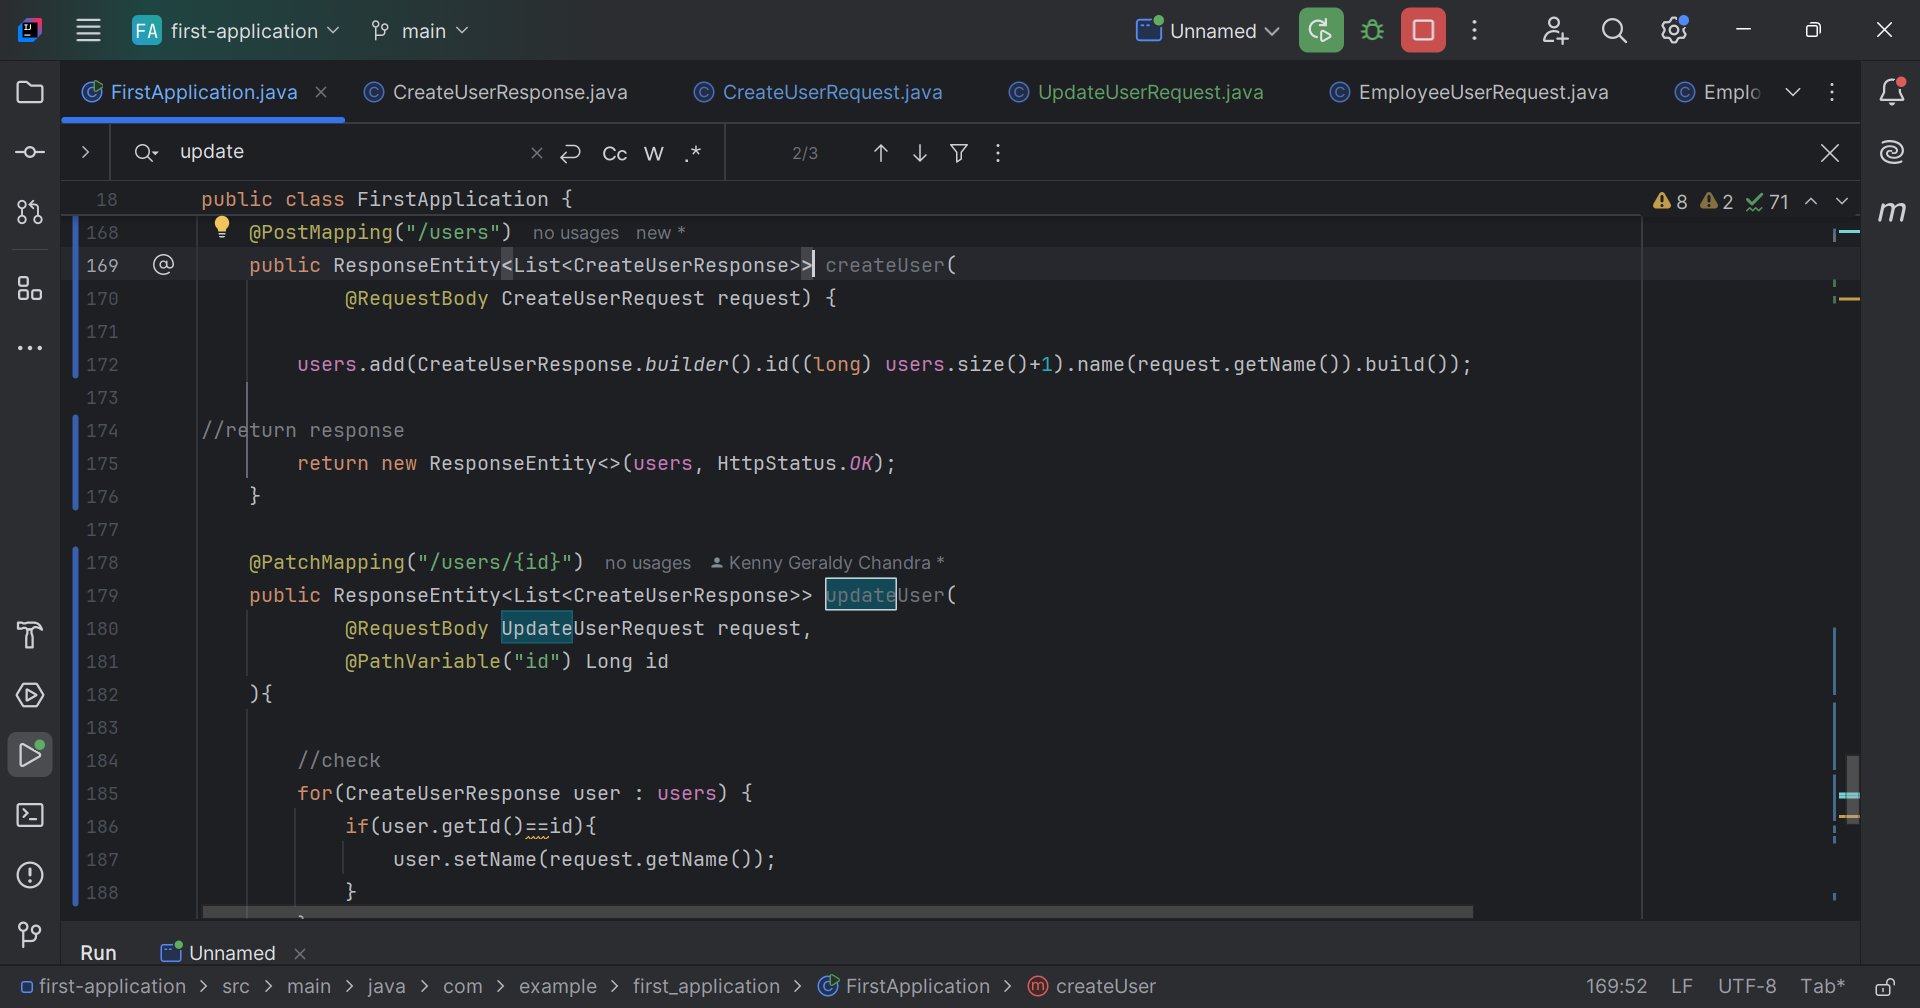 FA first-application main Unnamed
FirstApplication.java CreateUserResponse.java CreateUserRequest.java UpdateUserRequest.java EmployeeUserRequest.java Emplo
update Cc W .* 2/3
18 public class FirstApplication { 8 2 71
168 @PostMapping("/users") no usages new *
169 public ResponseEntity<List<CreateUserResponse>> createUser(
170 @RequestBody CreateUserRequest request) {
171
172 users.add(CreateUserResponse.builder().id((long) users.size()+1).name(request.getName()).build());
173
174 //return response
175 return new ResponseEntity<>(users, HttpStatus.OK);
176 }
177
178 @PatchMapping("/users/{id}") no usages Kenny Geraldy Chandra *
179 public ResponseEntity<List<CreateUserResponse>> updateUser(
180 @RequestBody UpdateUserRequest request,
181 @PathVariable("id") Long id
182 ){
183
184 //check
185 for(CreateUserResponse user : users) {
186 if(user.getId()==id){
187 user.setName(request.getName());
188 }
Run Unnamed
first-application > src > main > java > com > example > first_application > FirstApplication > createUser 169:52 LF UTF-8 Tab*